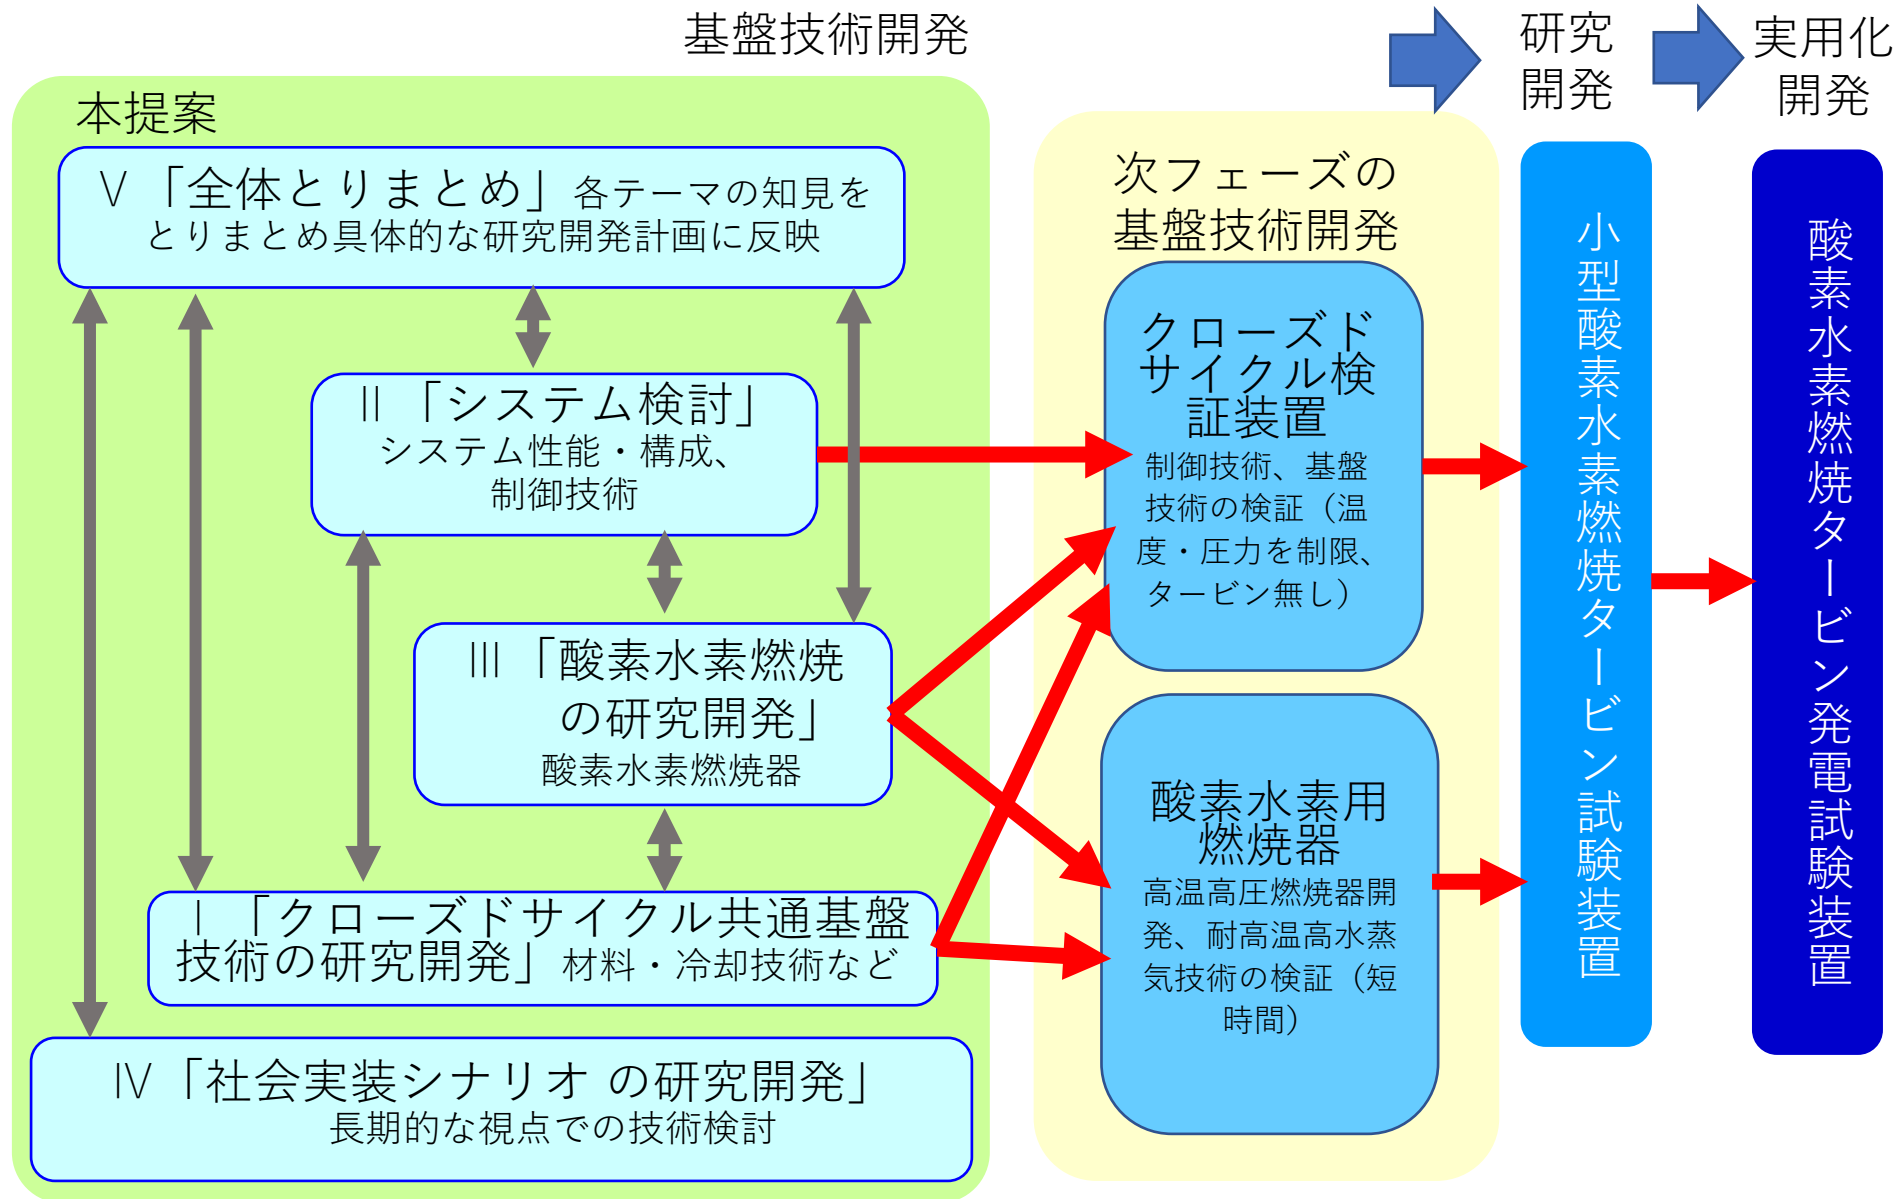 基盤技術開発
研究
開発
実用化
開発
本提案
Ⅴ「全体とりまとめ」各テーマの知見を
とりまとめ具体的な研究開発計画に反映
Ⅱ「システム検討」
システム性能・構成、
制御技術
Ⅲ「酸素水素燃焼
の研究開発」
酸素水素燃焼器
Ⅰ「クローズドサイクル共通基盤
技術の研究開発」材料・冷却技術など
Ⅳ「社会実装シナリオ の研究開発」
長期的な視点での技術検討
次フェーズの
基盤技術開発
クローズド
サイクル検
証装置
制御技術、基盤
技術の検証（温
度・圧力を制限、
タービン無し）
酸素水素用
燃焼器
高温高圧燃焼器開
発、耐高温高水蒸
気技術の検証（短
時間）
小型酸素水素燃焼タービン試験装置
酸素水素燃焼タービン発電試験装置